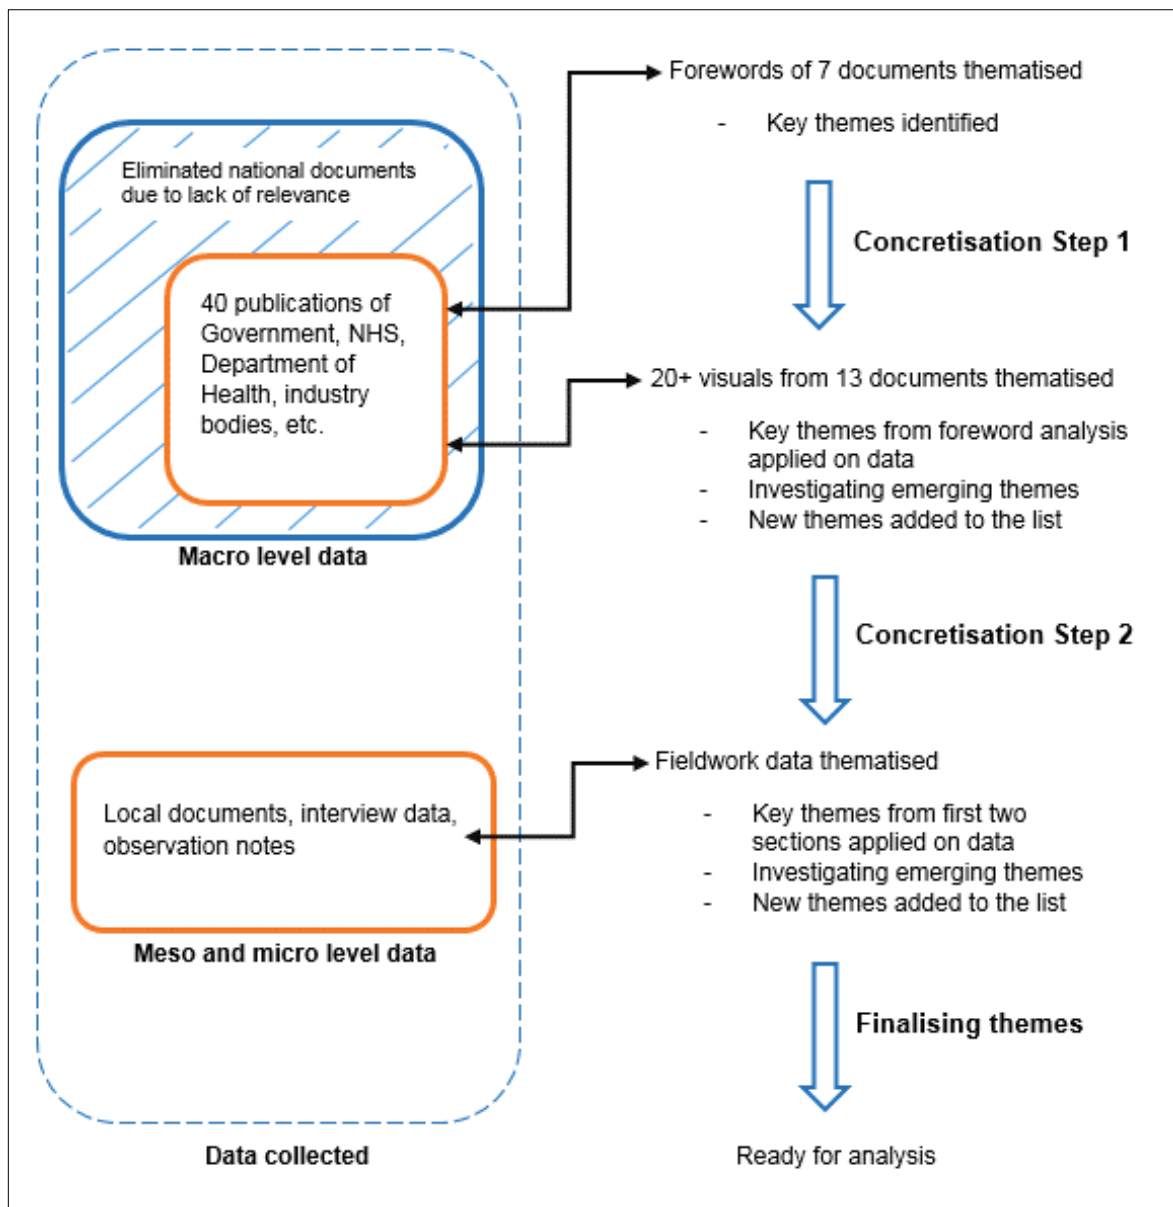 Eliminated national documents
due to lack of relevance
40 publications of
Government, NHS,
Department of
Health, industry
bodies, etc.
Macro level data
Local documents, interview data,
observation notes
Meso and micro level data
Data collected
Forewords of 7 documents thematised
- Key themes identified
Concretisation Step 1
20+ visuals from 13 documents thematised
- Key themes from foreword analysis
applied on data
- Investigating emerging themes
- New themes added to the list
Concretisation Step 2
Fieldwork data thematised
- Key themes from first two
sections applied on data
- Investigating emerging themes
- New themes added to the list
Finalising themes
Ready for analysis